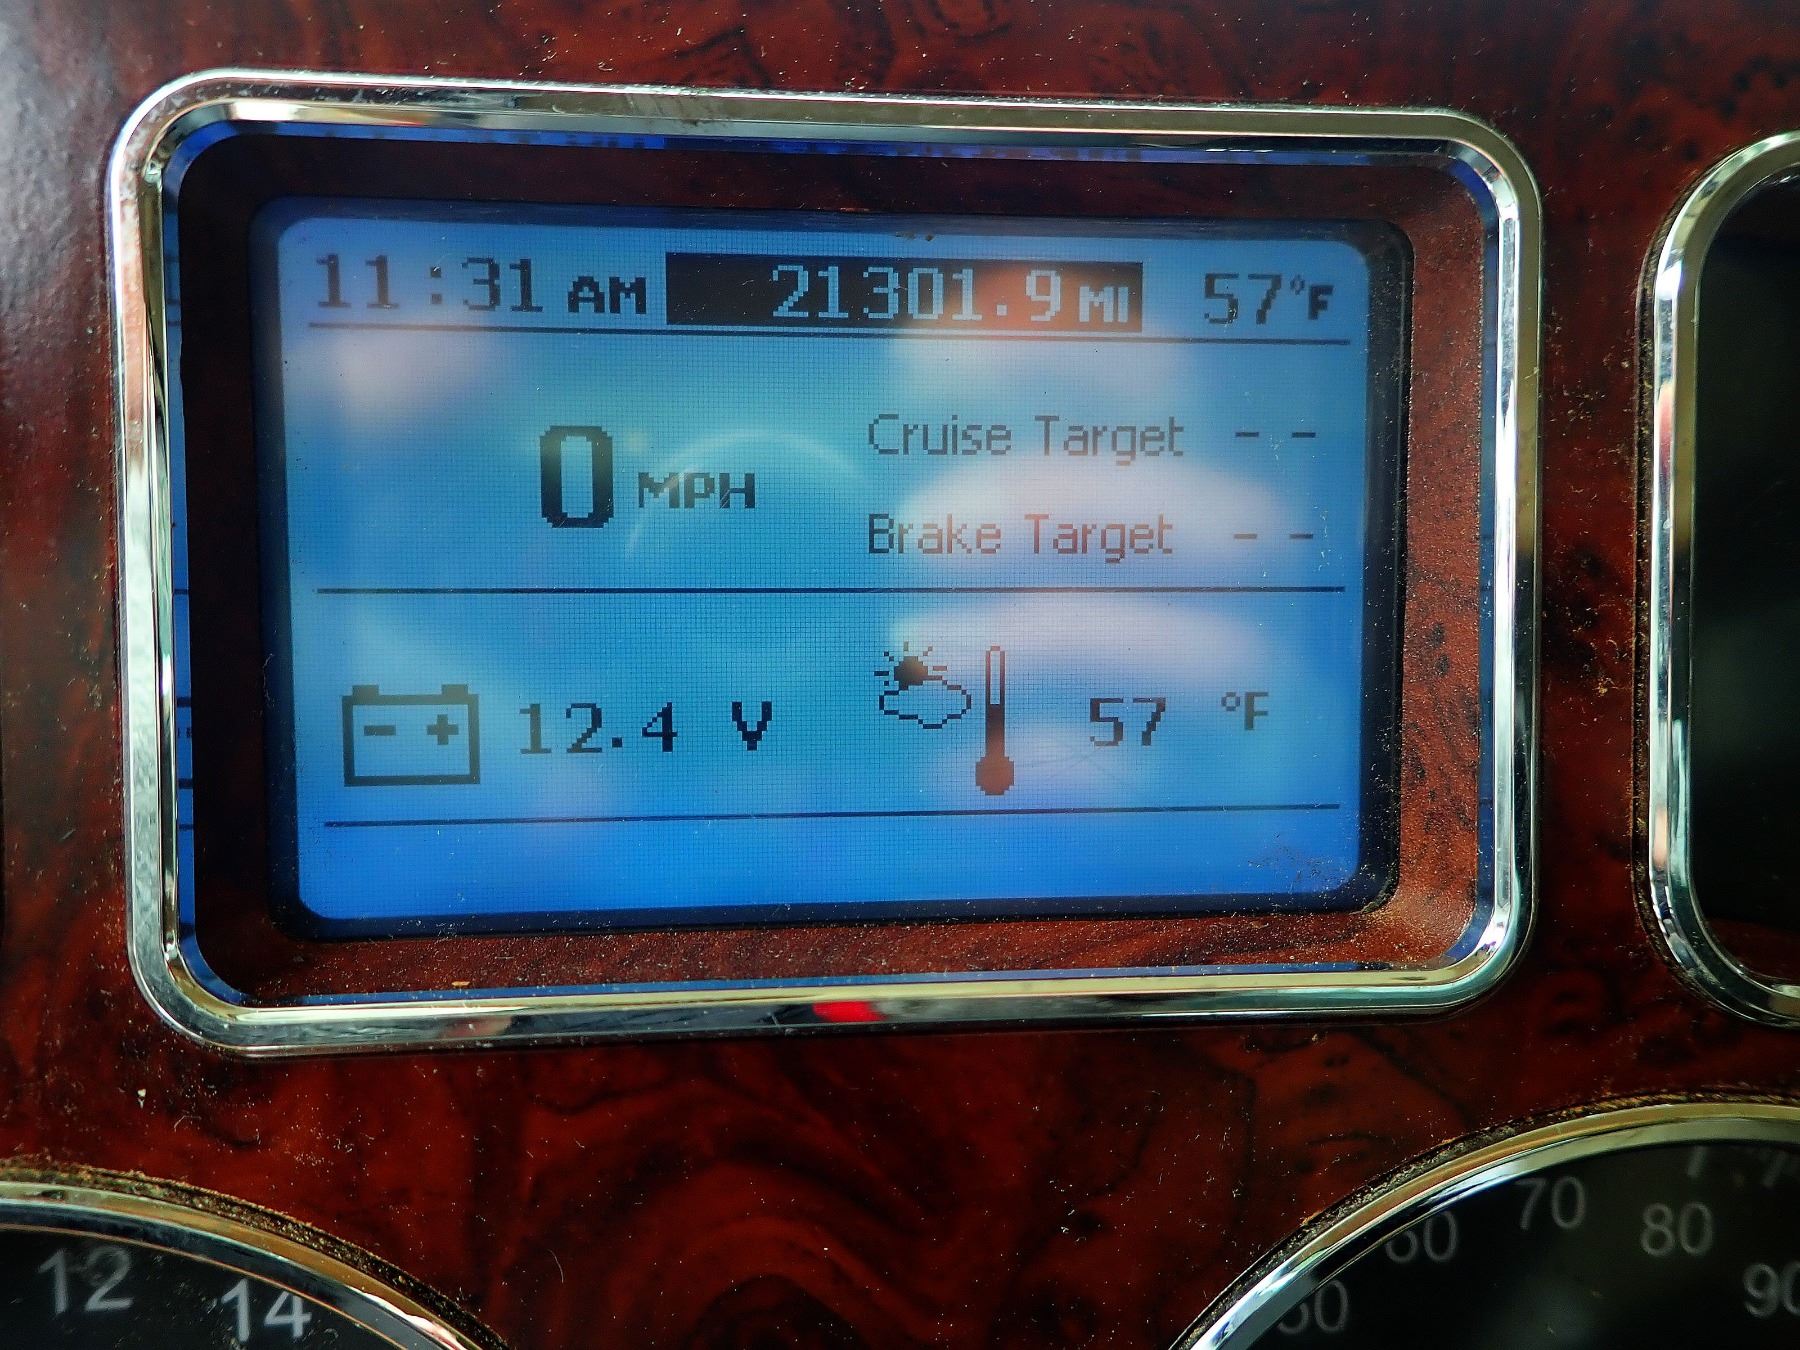 11:31 AM 21301.9 MI 57°F
0 MPH
Cruise Target --
Brake Target --
- + 12.4 V 57 °F
12 14
60 70 80 90